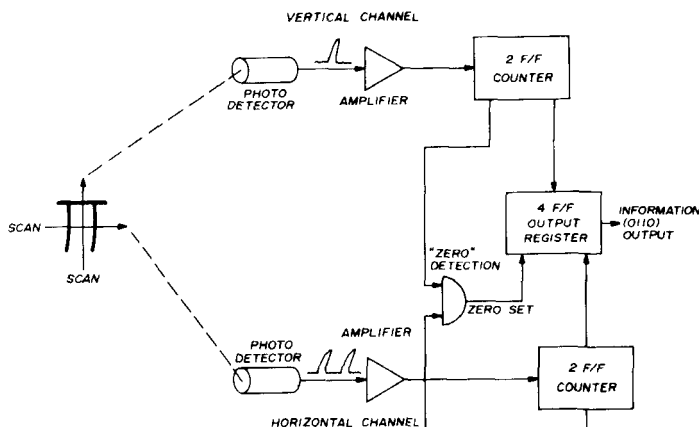 VERTICAL CHANNEL
2 F/F
COUNTER
PHOTO
DETECTOR
AMPLIFIER
SCAN
SCAN
4 F/F
OUTPUT
REGISTER
INFORMATION
(0110)
OUTPUT
"ZERO"
DETECTION
ZERO SET
PHOTO
DETECTOR
AMPLIFIER
2 F/F
COUNTER
HORIZONTAL CHANNEL